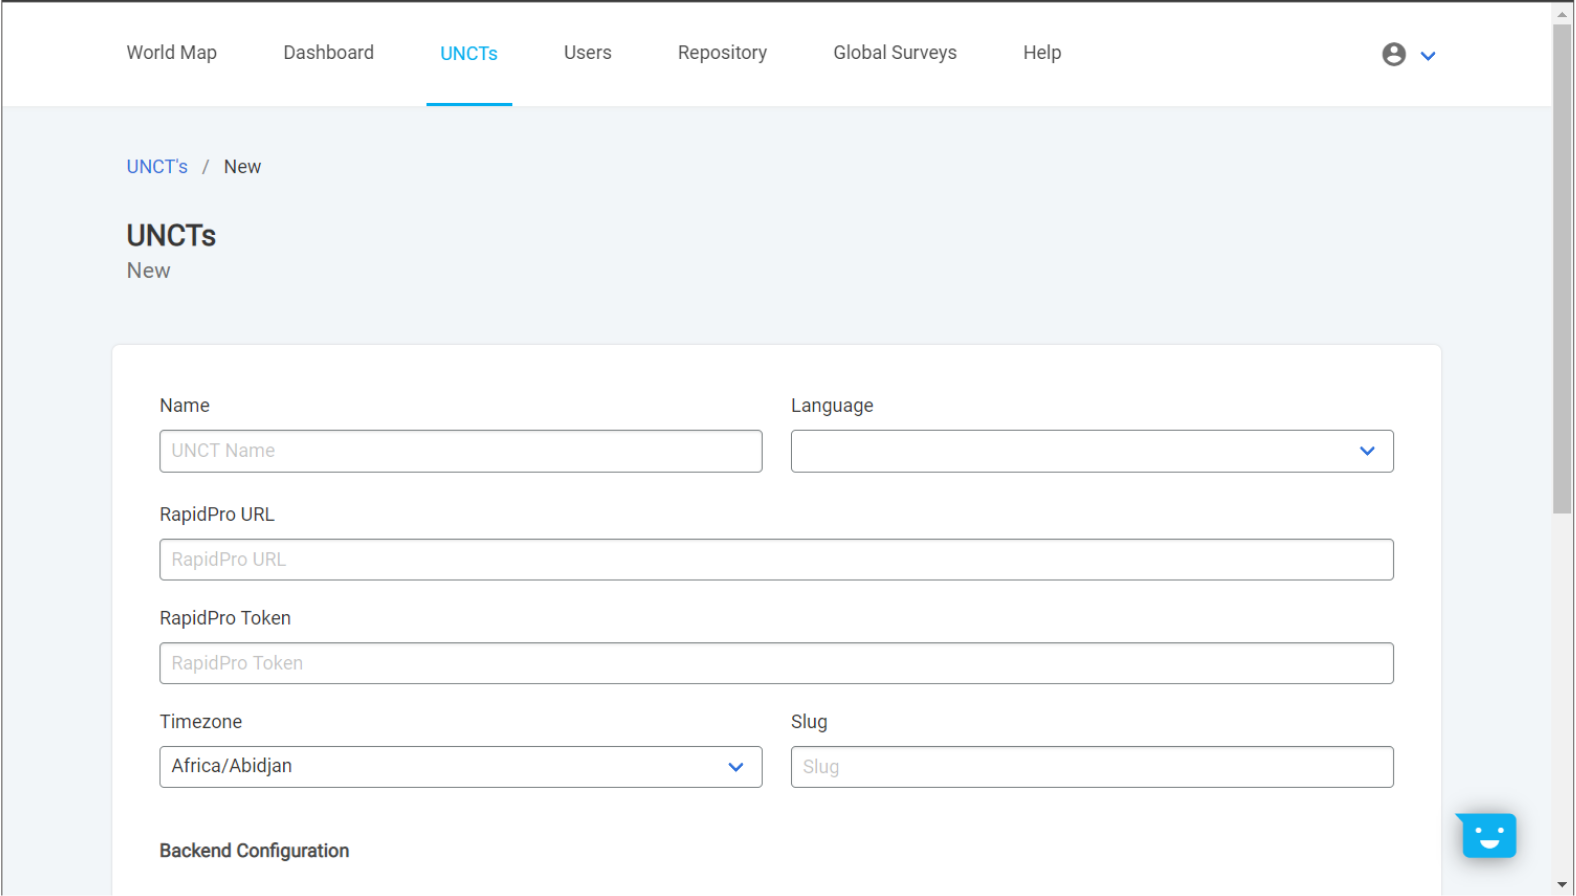 World Map Dashboard UNCTs Users Repository Global Surveys Help
UNCT's / New
UNCTs
New
Name Language
UNCT Name
RapidPro URL
RapidPro URL
RapidPro Token
RapidPro Token
Timezone Slug
Africa/Abidjan Slug
Backend Configuration